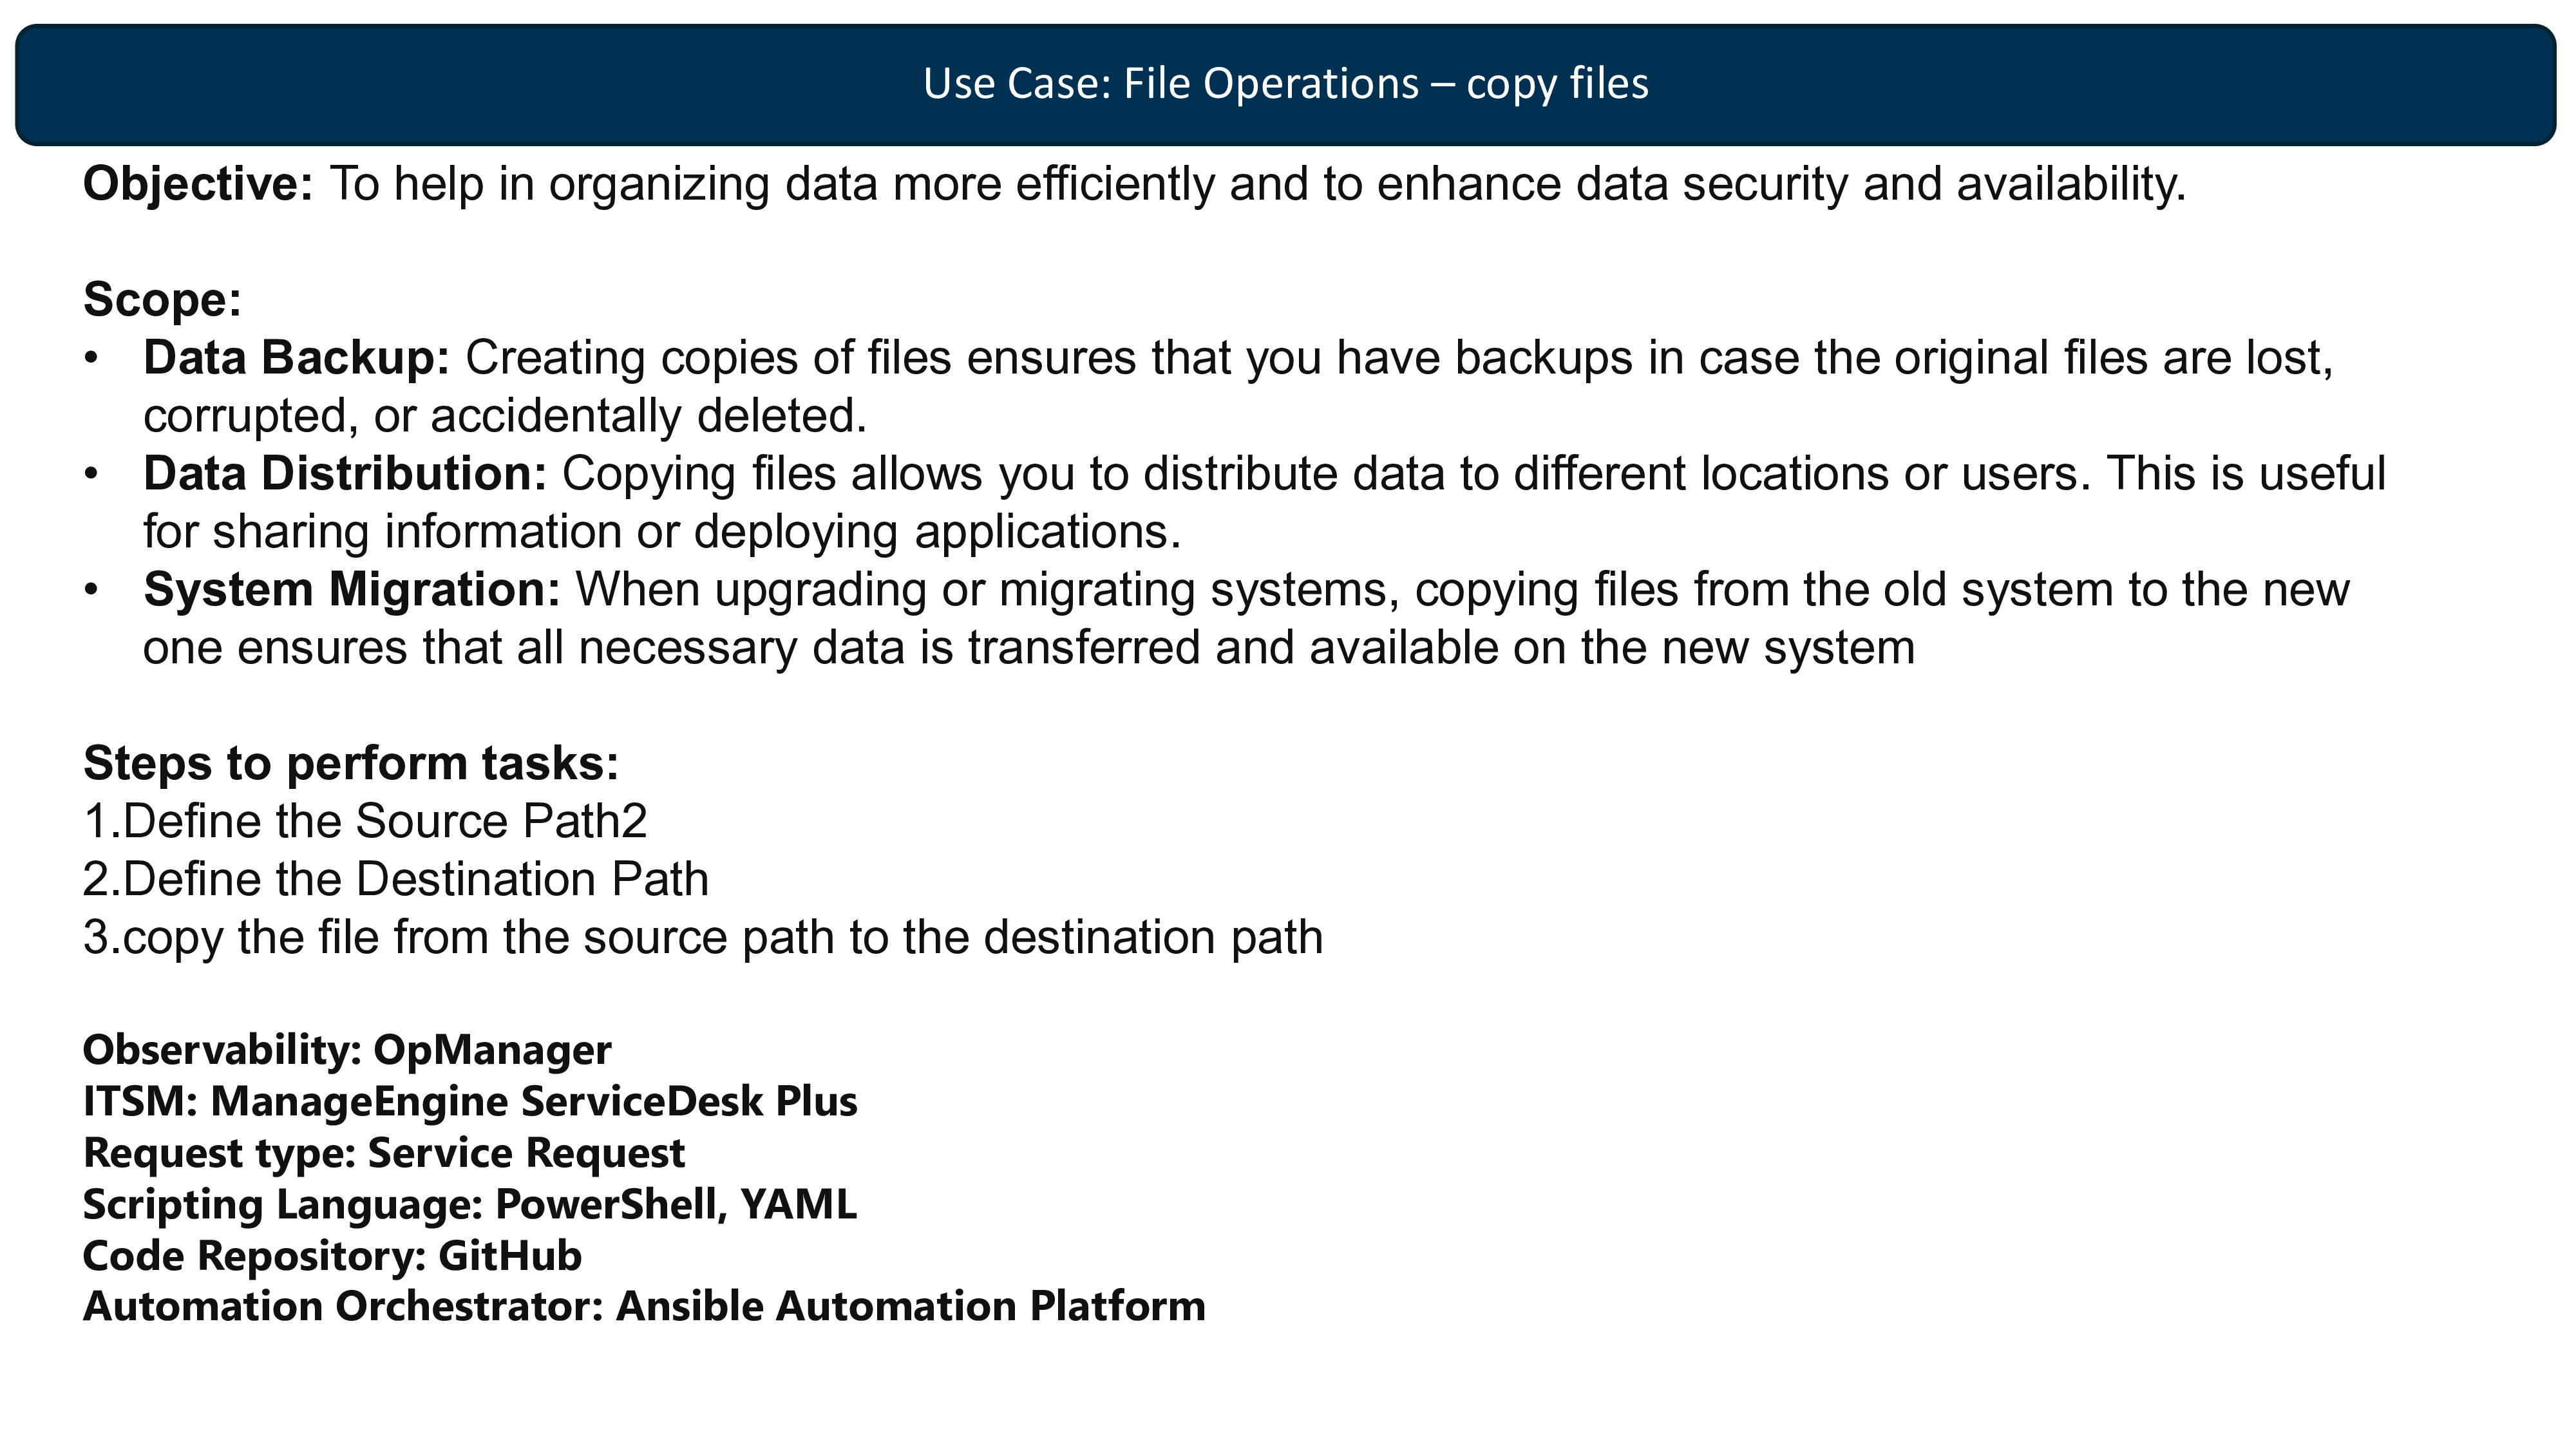 Use Case: File Operations – copy files
Objective: To help in organizing data more efficiently and to enhance data security and availability.
Scope:
• Data Backup: Creating copies of files ensures that you have backups in case the original files are lost,
corrupted, or accidentally deleted.
• Data Distribution: Copying files allows you to distribute data to different locations or users. This is useful
for sharing information or deploying applications.
• System Migration: When upgrading or migrating systems, copying files from the old system to the new
one ensures that all necessary data is transferred and available on the new system
Steps to perform tasks:
1.Define the Source Path2
2.Define the Destination Path
3.copy the file from the source path to the destination path
Observability: OpManager
ITSM: ManageEngine ServiceDesk Plus
Request type: Service Request
Scripting Language: PowerShell, YAML
Code Repository: GitHub
Automation Orchestrator: Ansible Automation Platform